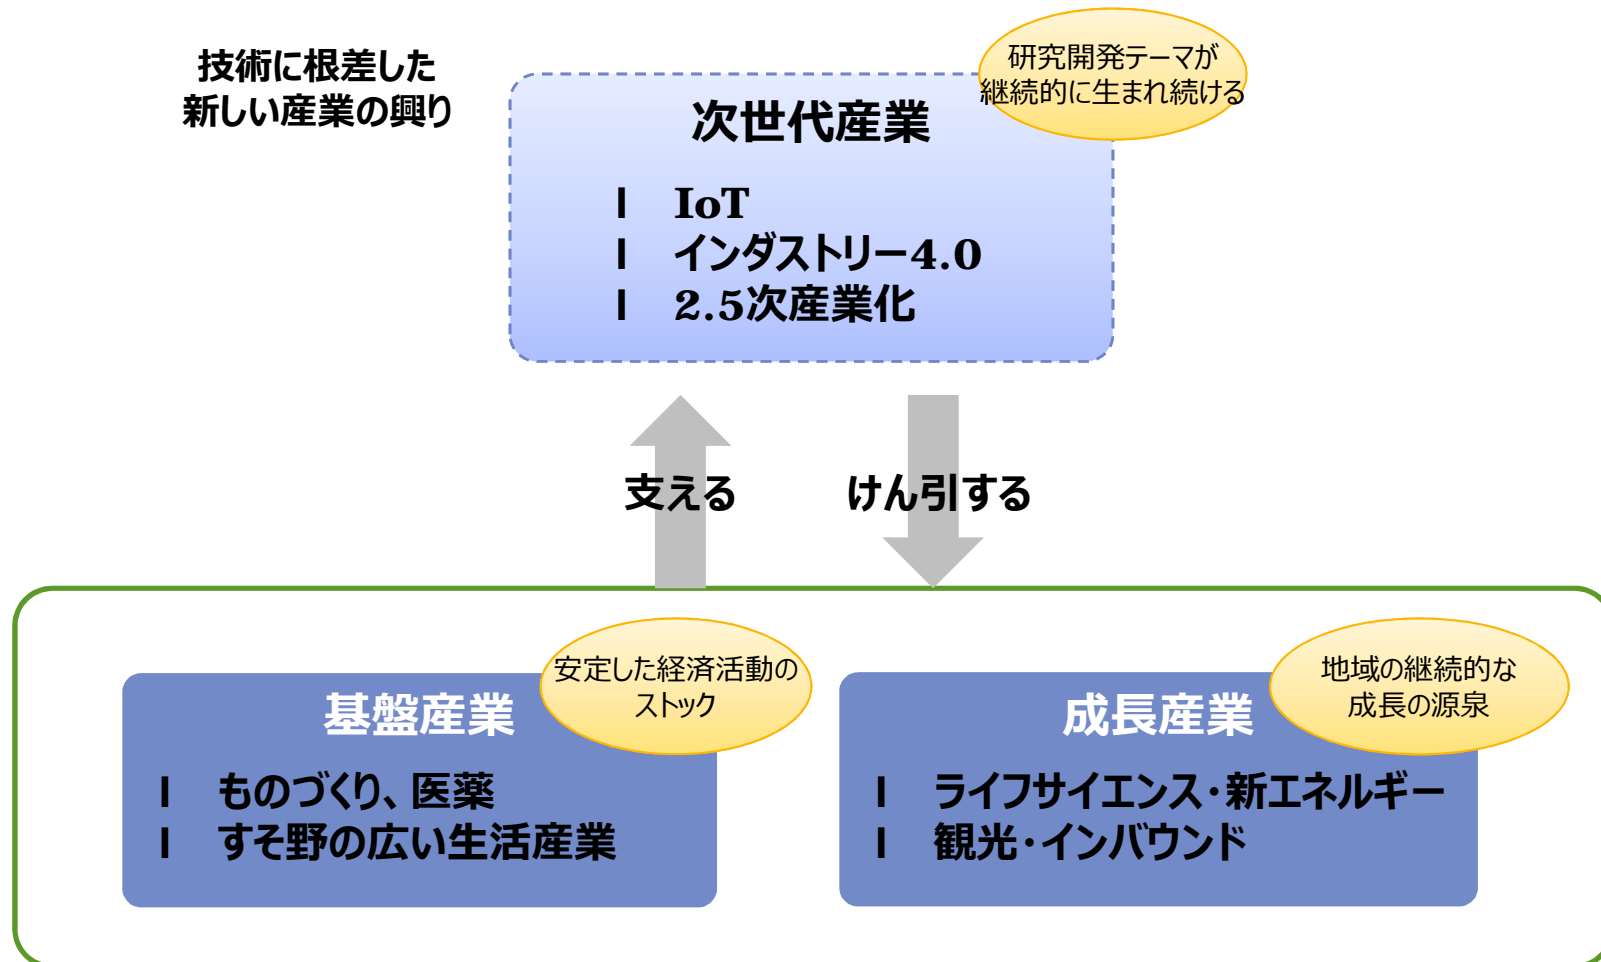 技術に根差した
新しい産業の興り
研究開発テーマが
継続的に生まれ続ける
次世代産業
l IoT
l インダストリー4.0
l 2.5次産業化
支える
けん引する
安定した経済活動の
ストック
基盤産業
l ものづくり、医薬
l すそ野の広い生活産業
地域の継続的な
成長の源泉
成長産業
l ライフサイエンス・新エネルギー
l 観光・インバウンド